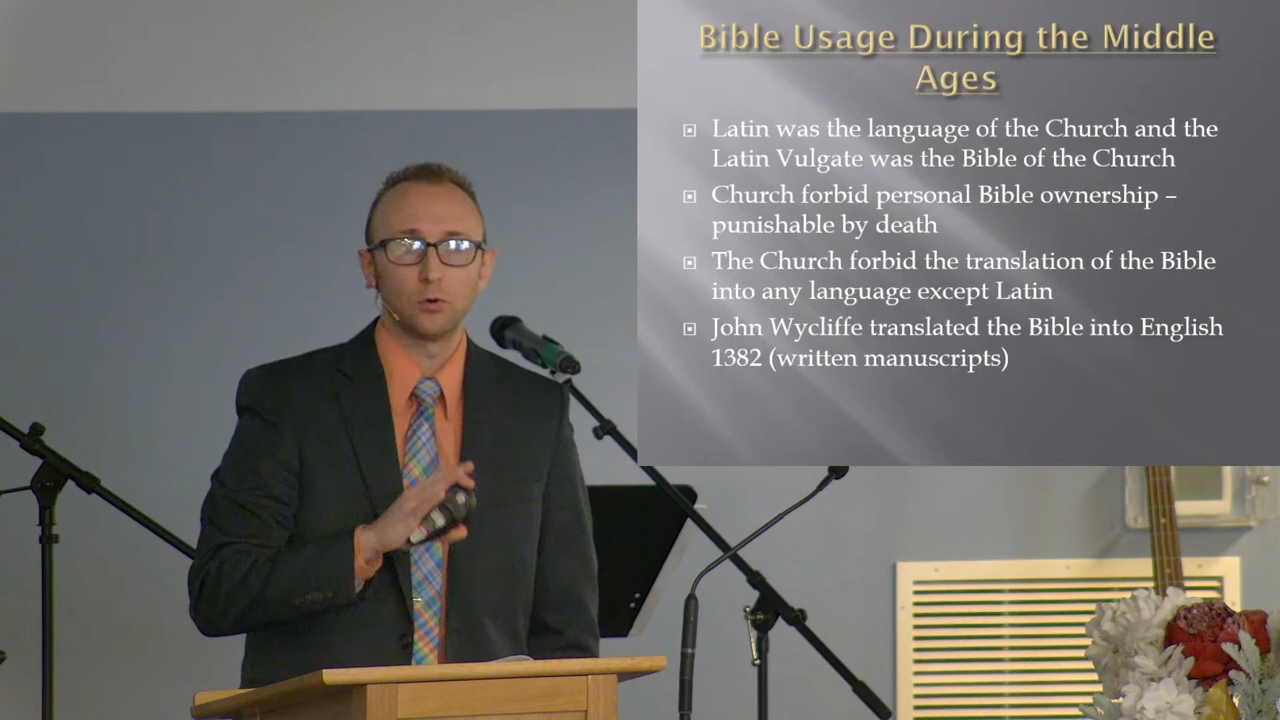 Bible Usage During the Middle
Ages
Latin was the language of the Church and the
Latin Vulgate was the Bible of the Church
Church forbid personal Bible ownership –
punishable by death
The Church forbid the translation of the Bible
into any language except Latin
John Wycliffe translated the Bible into English
1382 (written manuscripts)